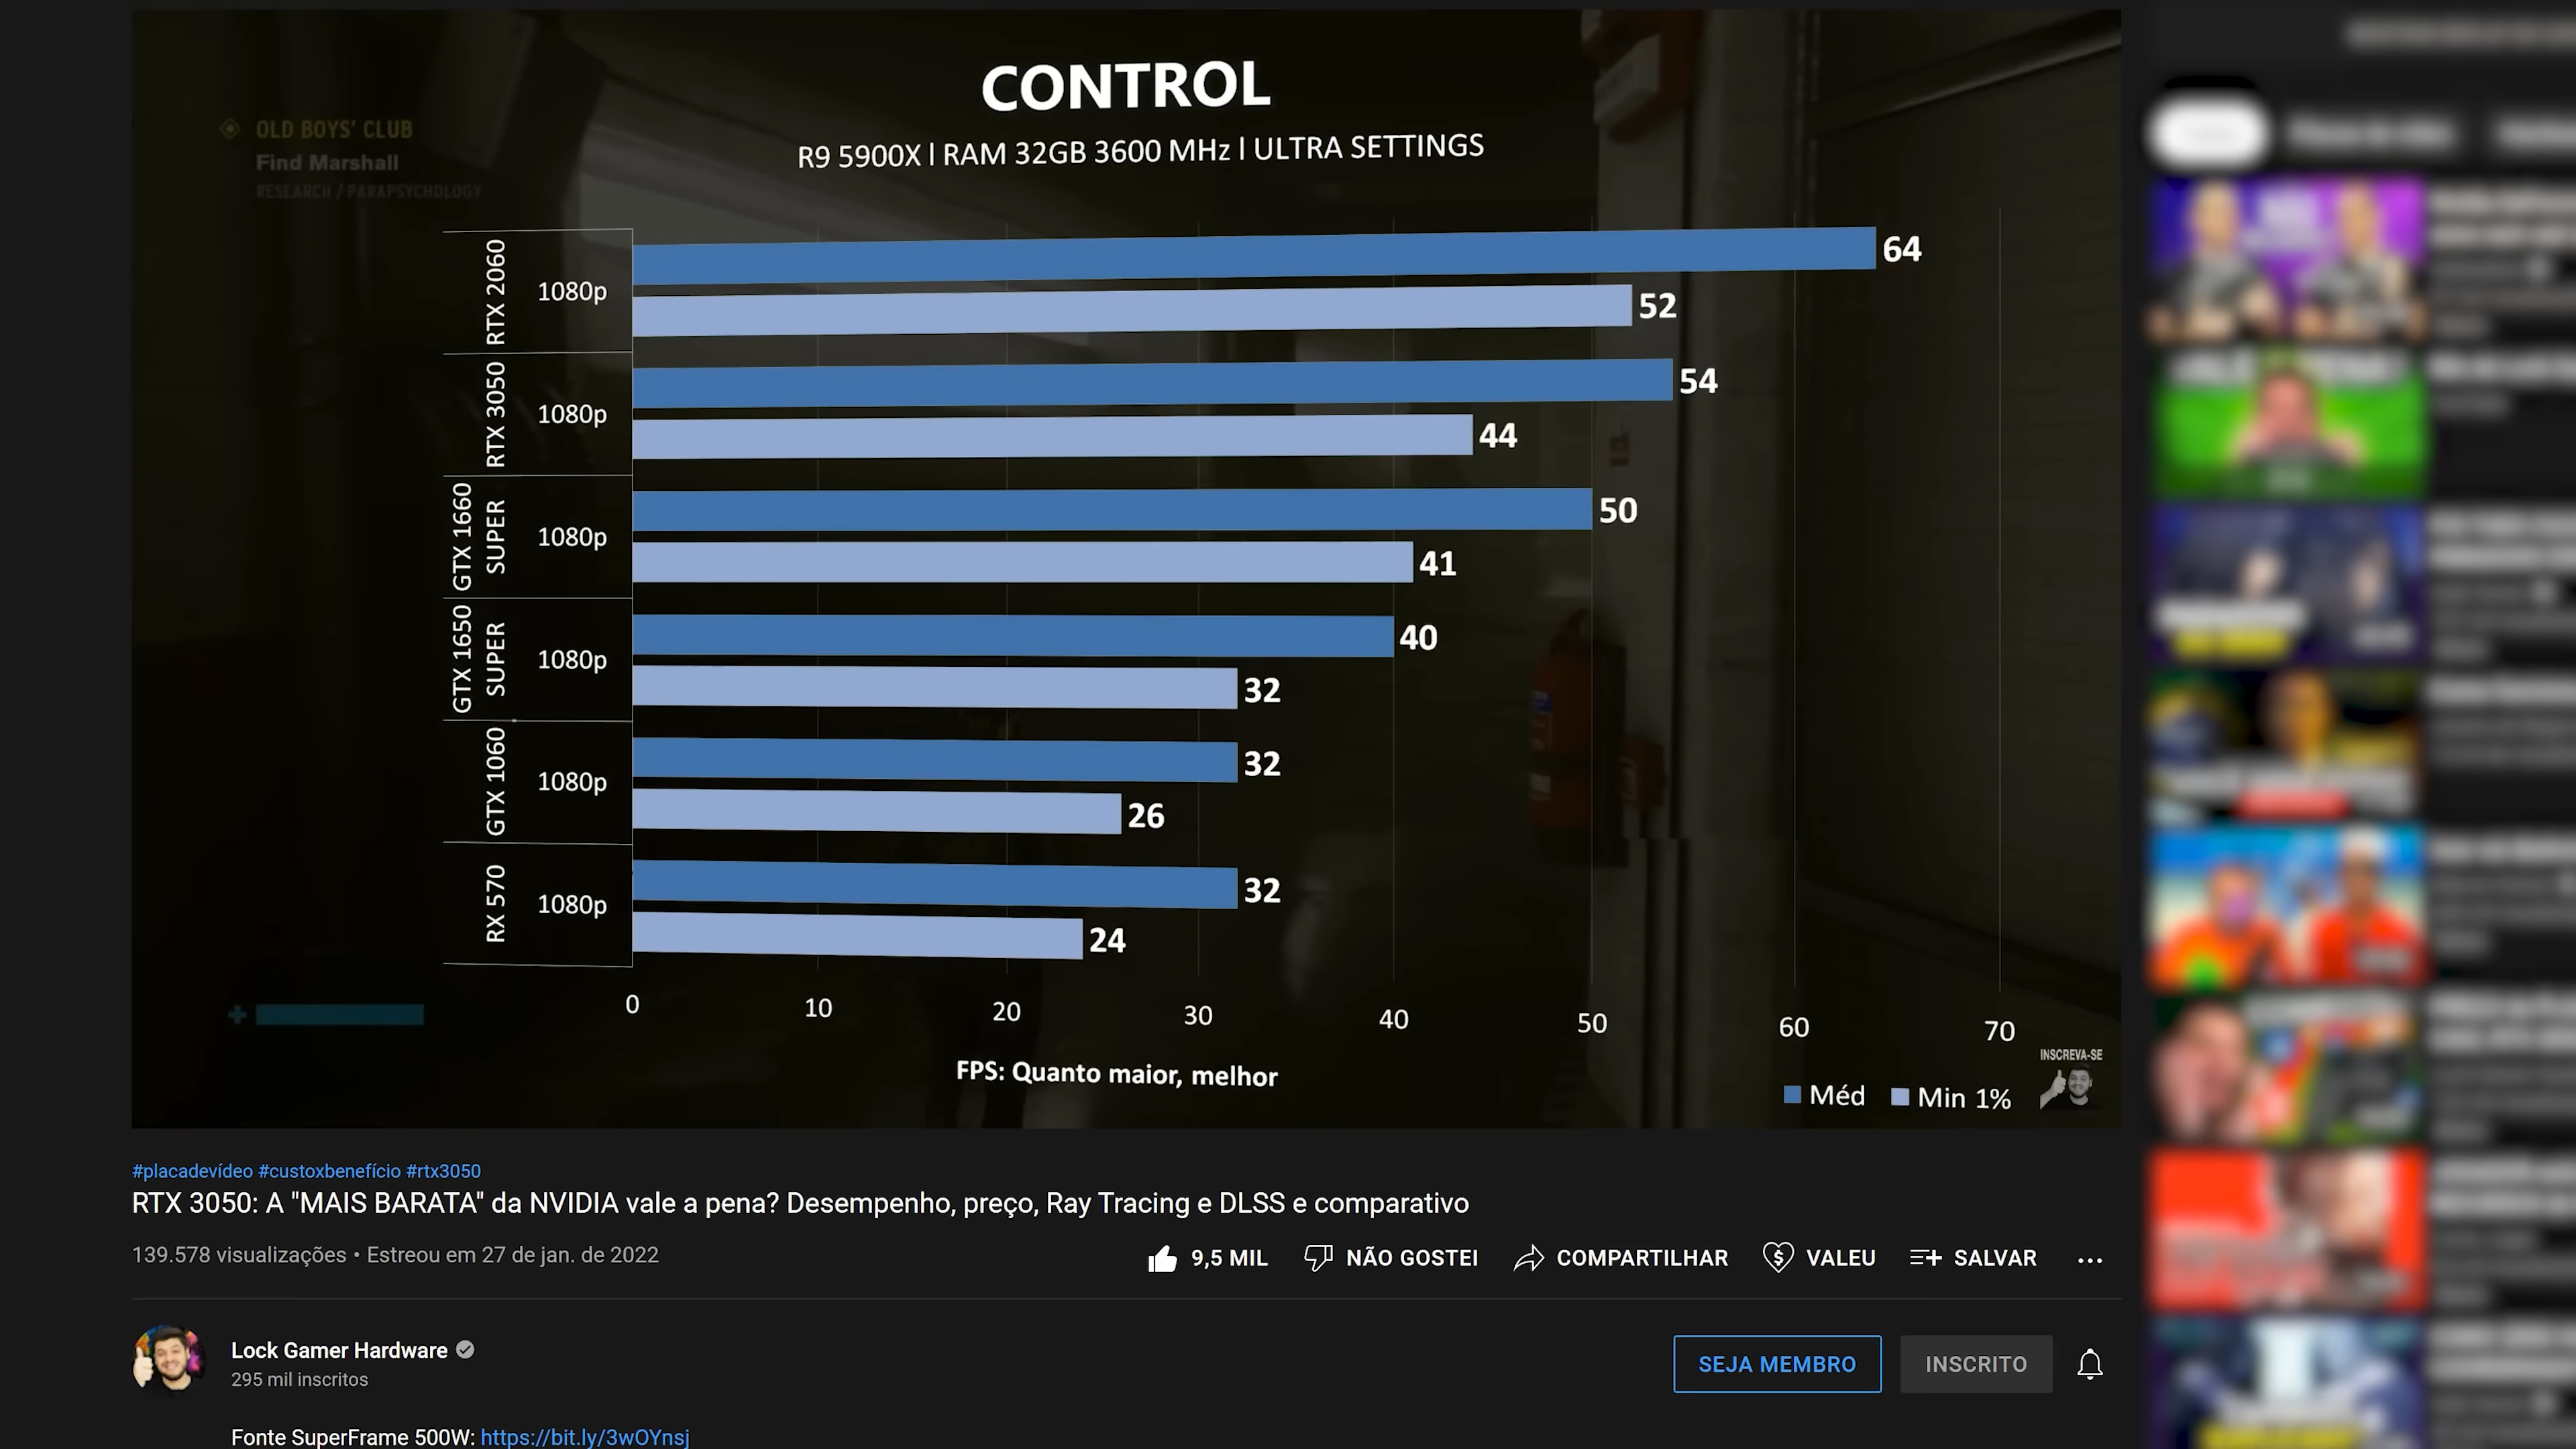 CONTROL
R9 5900X | RAM 32GB 3600 MHz | ULTRA SETTINGS
OLD BOYS' CLUB
Find Marshall
RESEARCH / PARAPSYCHOLOGY
RTX 2060 1080p 64
52
RTX 3050 1080p 54
44
GTX 1660 SUPER 1080p 50
41
GTX 1650 SUPER 1080p 40
32
GTX 1060 1080p 32
26
RX 570 1080p 32
24
0 10 20 30 40 50 60 70
FPS: Quanto maior, melhor
Méd Min 1%
INSCREVA-SE
#placadevídeo #custoxbenefício #rtx3050
RTX 3050: A "MAIS BARATA" da NVIDIA vale a pena? Desempenho, preço, Ray Tracing e DLSS e comparativo
139.578 visualizações • Estreou em 27 de jan. de 2022
9,5 MIL NÃO GOSTEI COMPARTILHAR VALEU SALVAR ...
Lock Gamer Hardware
295 mil inscritos
SEJA MEMBRO INSCRITO
Fonte SuperFrame 500W: https://bit.ly/3wOYnsj